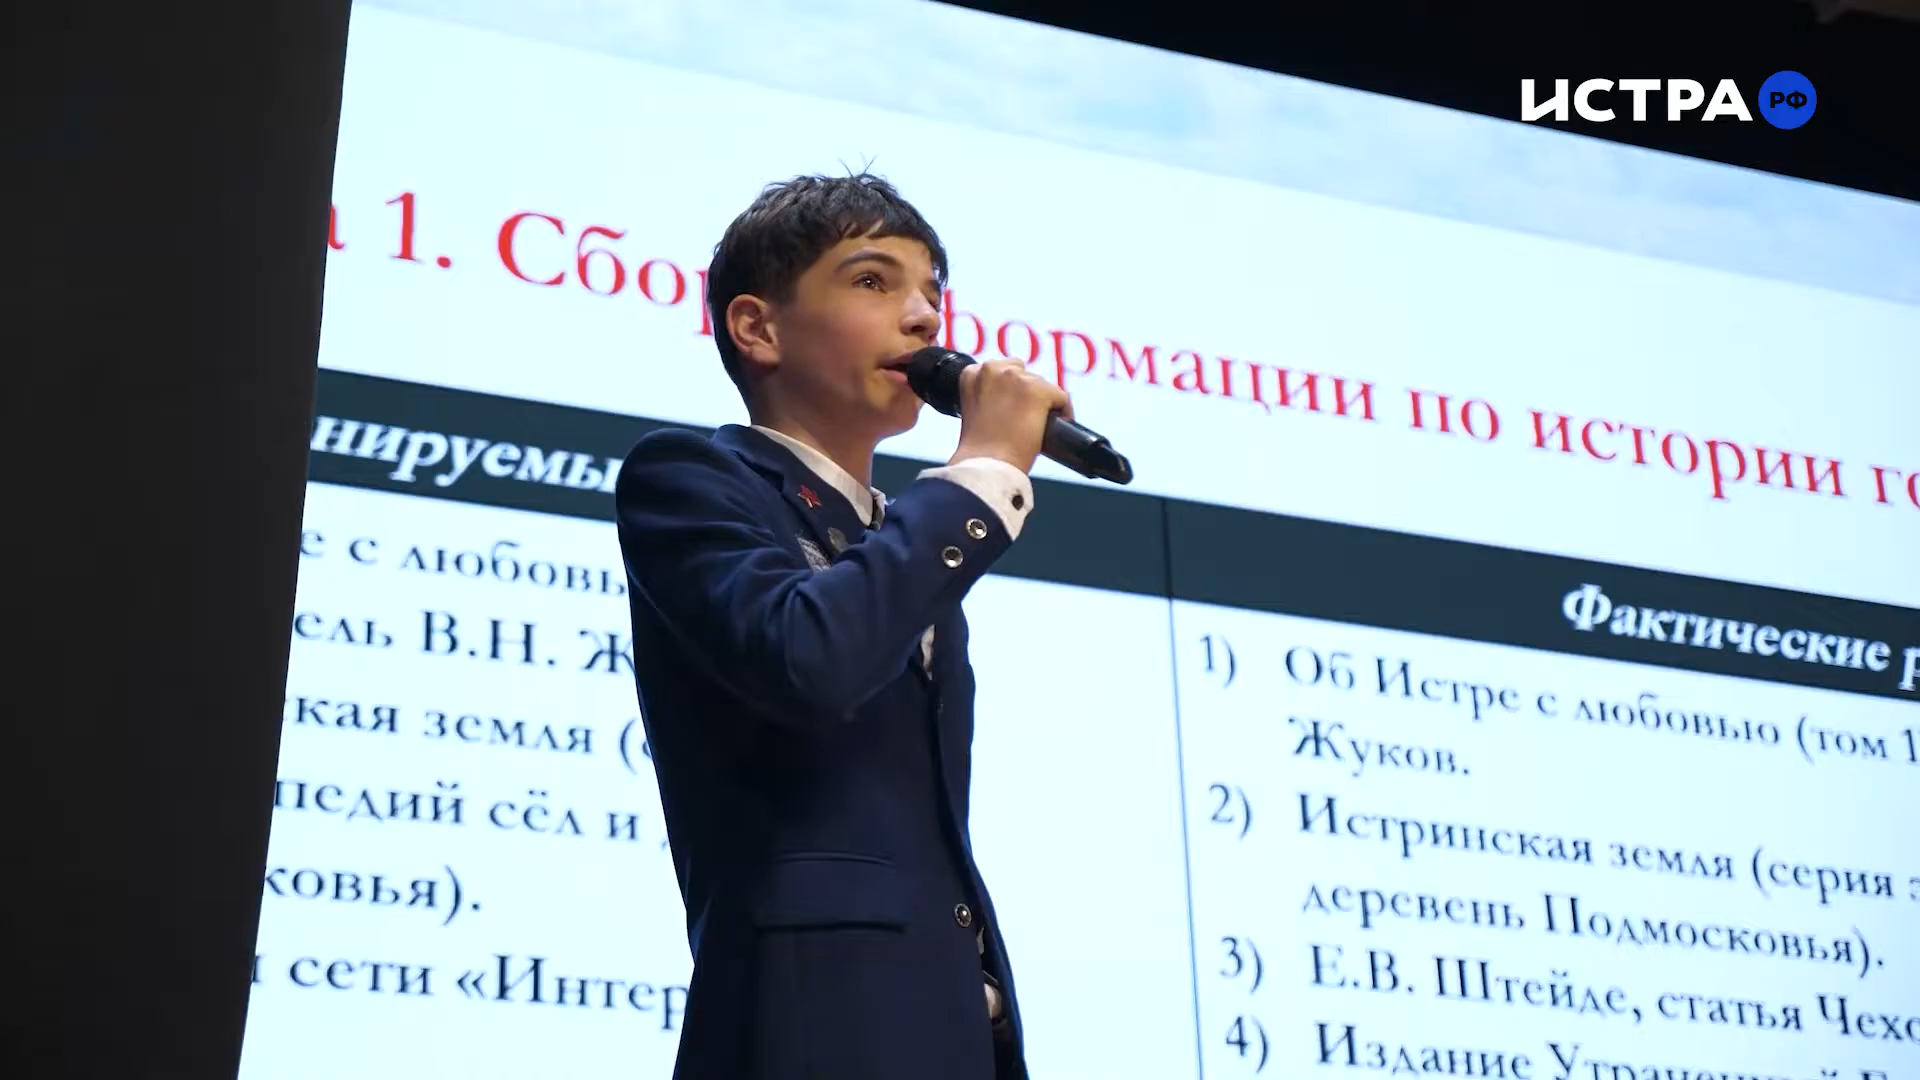 ИСТРА РФ
1. Сбор формации по истории
нируемы
е с любовь
ель В.Н. Ж
кая земля (
педий сёл и
ковья).
и сети «Интер
Фактические р
1) Об Истре с любовью (том 1
Жуков.
2) Истринская земля (серия э
деревень Подмосковья).
3) Е.В. Штейде, статья Чехо
4) Издание Утраченный